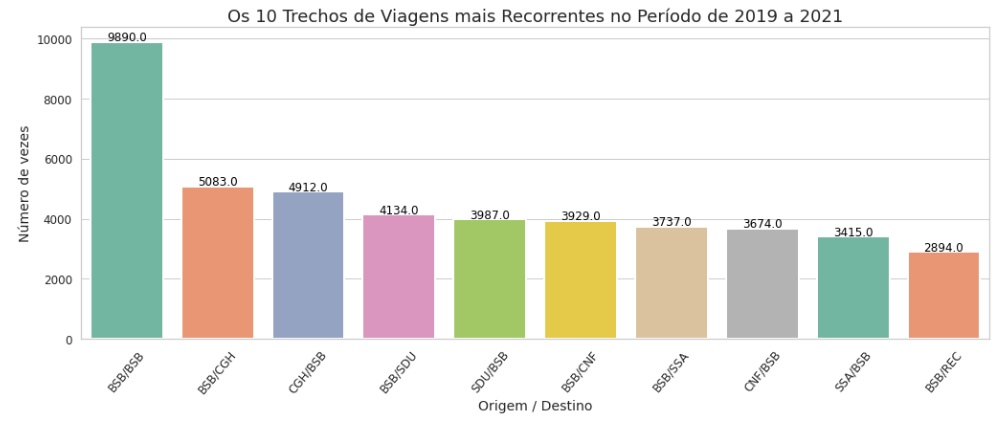 Os 10 Trechos de Viagens mais Recorrentes no Período de 2019 a 2021
Número de vezes
10000
8000
6000
4000
2000
0
9890.0
5083.0
4912.0
4134.0
3987.0
3929.0
3737.0
3674.0
3415.0
2894.0
BSB/BSB
BSB/CGH
CGH/BSB
BSB/SDU
SDU/BSB
BSB/CNF
BSB/SSA
CNF/BSB
SSA/BSB
BSB/REC
Origem / Destino